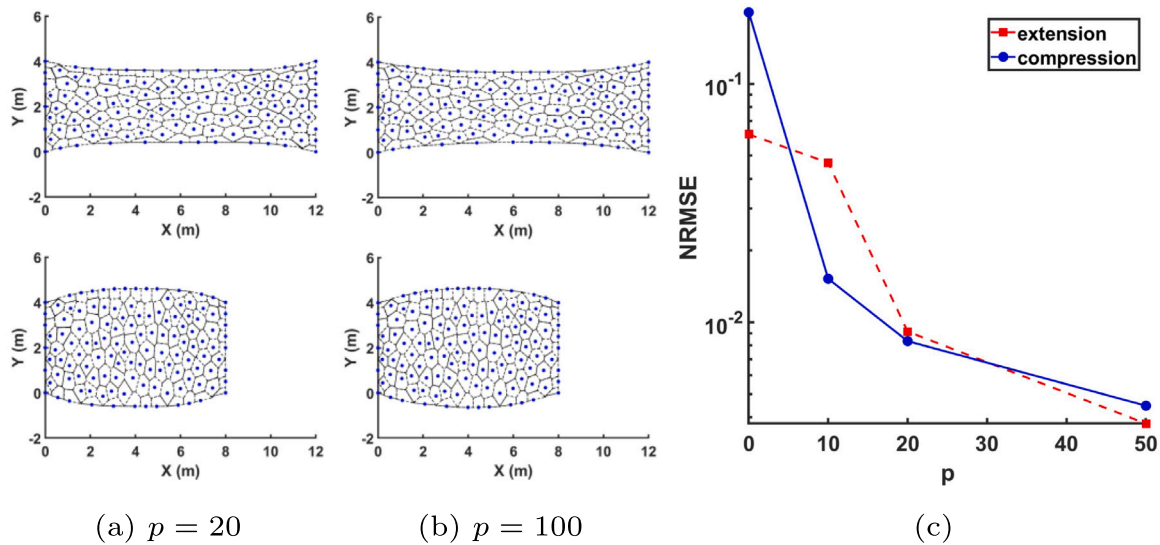 6
4
2
0
-2
Y (m)
0 2 4 6 8 10 12
X (m)
6
4
2
0
-2
Y (m)
0 2 4 6 8 10 12
X (m)
6
4
2
0
-2
Y (m)
0 2 4 6 8 10 12
X (m)
6
4
2
0
-2
Y (m)
0 2 4 6 8 10 12
X (m)
extension
compression
10⁻¹
10⁻²
NRMSE
0 10 20 30 40 50
p
(a) p = 20
(b) p = 100
(c)